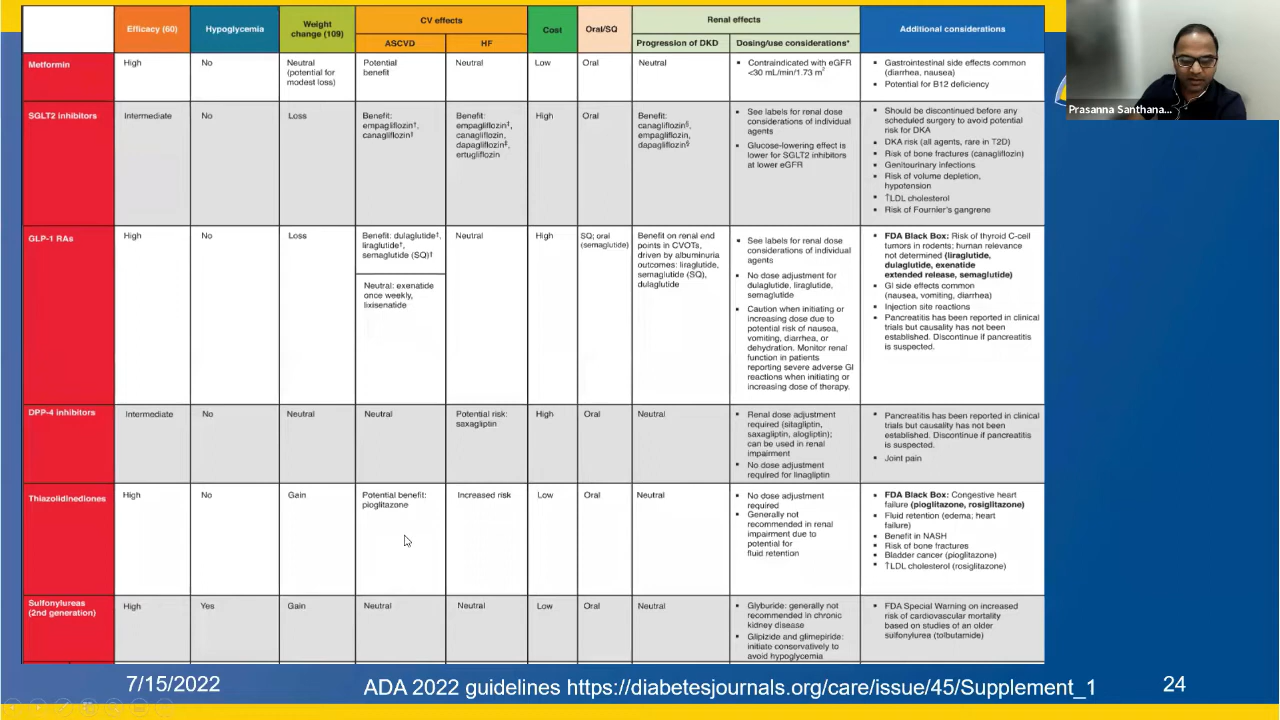 Efficacy (60)
Hypoglycemia
Weight
change (109)
CV effects
ASCVD
HF
Cost
Oral/SQ
Renal effects
Progression of DKD
Dosing/use considerations*
Additional considerations
Metformin
High
No
Neutral
(potential for
modest loss)
Potential
benefit
Neutral
Low
Oral
Neutral
• Contraindicated with eGFR
<30 mL/min/1.73 m²
• Gastrointestinal side effects common
(diarrhea, nausea)
• Potential for B12 deficiency
SGLT2 inhibitors
Intermediate
No
Loss
Benefit:
empagliflozin†,
canagliflozin†
Benefit:
empagliflozin‡,
canagliflozin,
dapagliflozin‡,
ertugliflozin
High
Oral
Benefit:
canagliflozin§,
empagliflozin,
dapagliflozin§
• See labels for renal dose
considerations of individual
agents
• Glucose-lowering effect is
lower for SGLT2 inhibitors
at lower eGFR
• Should be discontinued before any
scheduled surgery to avoid potential
risk for DKA
• DKA risk (all agents, rare in T2D)
• Risk of bone fractures (canagliflozin)
• Genitourinary infections
• Risk of volume depletion,
hypotension
• ↑LDL cholesterol
• Risk of Fournier's gangrene
GLP-1 RAs
High
No
Loss
Benefit: dulaglutide‡,
liraglutide†,
semaglutide (SQ)†
Neutral: exenatide
once weekly,
lixisenatide
Neutral
High
SQ; oral
(semaglutide)
Benefit on renal end
points in CVOTs,
driven by albuminuria
outcomes: liraglutide,
semaglutide (SQ),
dulaglutide
• See labels for renal dose
considerations of individual
agents
• No dose adjustment for
dulaglutide, liraglutide,
semaglutide
• Caution when initiating or
increasing dose due to
potential risk of nausea,
vomiting, diarrhea, or
dehydration. Monitor renal
function in patients
reporting severe adverse GI
reactions when initiating or
increasing dose of therapy.
• FDA Black Box: Risk of thyroid C-cell
tumors in rodents; human relevance
not determined (liraglutide,
dulaglutide, exenatide
extended release, semaglutide)
• GI side effects common
(nausea, vomiting, diarrhea)
• Injection site reactions
• Pancreatitis has been reported in clinical
trials but causality has not been
established. Discontinue if pancreatitis
is suspected.
DPP-4 inhibitors
Intermediate
No
Neutral
Neutral
Potential risk:
saxagliptin
High
Oral
Neutral
• Renal dose adjustment
required (sitagliptin,
saxagliptin, alogliptin);
can be used in renal
impairment
• No dose adjustment
required for linagliptin
• Pancreatitis has been reported in clinical
trials but causality has not been
established. Discontinue if pancreatitis
is suspected.
• Joint pain
Thiazolidinediones
High
No
Gain
Potential benefit:
pioglitazone
Increased risk
Low
Oral
Neutral
• No dose adjustment
required
• Generally not
recommended in renal
impairment due to
potential for
fluid retention
• FDA Black Box: Congestive heart
failure (pioglitazone, rosiglitazone)
• Fluid retention (edema; heart
failure)
• Benefit in NASH
• Risk of bone fractures
• Bladder cancer (pioglitazone)
• ↑LDL cholesterol (rosiglitazone)
Sulfonylureas
(2nd generation)
High
Yes
Gain
Neutral
Neutral
Low
Oral
Neutral
• Glyburide: generally not
recommended in chronic
kidney disease
• Glipizide and glimepiride:
initiate conservatively to
avoid hypoglycemia
• FDA Special Warning on increased
risk of cardiovascular mortality
based on studies of an older
sulfonylurea (tolbutamide)
Prasanna Santhana...
7/15/2022
ADA 2022 guidelines https://diabetesjournals.org/care/issue/45/Supplement_1
24